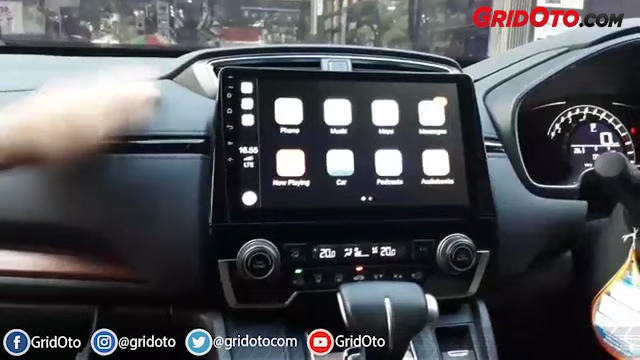 GRIDOTO.COM
Phone Music Maps Messages
16.55
LTE
Now Playing Car Podcasts Audiobooks
20.0 20.0
GridOto @gridoto @gridotocom GridOto